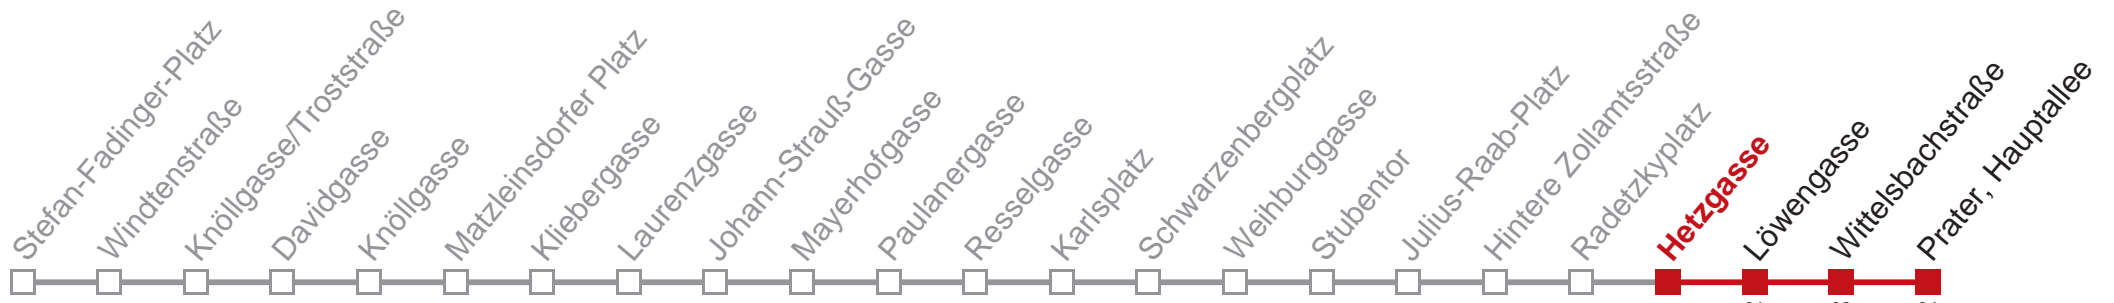 Stefan-Fadinger-Platz
Windtenstraße
Knöllgasse/Troststraße
Davidgasse
Knöllgasse
Matzleinsdorfer Platz
Kliebergasse
Laurenzgasse
Johann-Strauß-Gasse
Mayerhofgasse
Paulanergasse
Resselgasse
Karlsplatz
Schwarzenbergplatz
Weihburggasse
Stubentor
Julius-Raab-Platz
Hintere Zollamtsstraße
Radetzkyplatz
Hetzgasse
Löwengasse
Wittelsbachstraße
Prater, Hauptallee